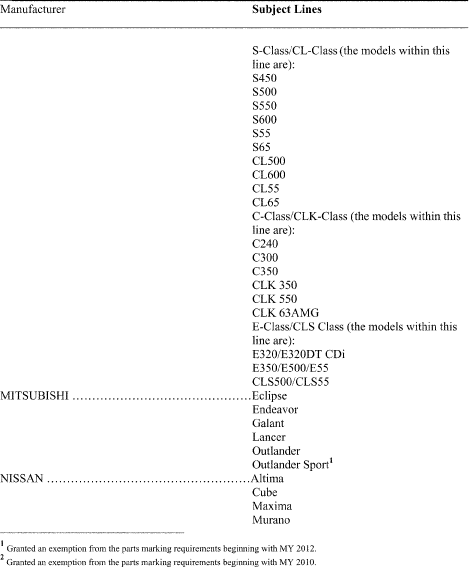 Manufacturer Subject Lines
S-Class/CL-Class (the models within this
line are):
S450
S500
S550
S600
S55
S65
CL500
CL600
CL55
CL65
C-Class/CLK-Class (the models within this
line are):
C240
C300
C350
CLK 350
CLK 550
CLK 63AMG
E-Class/CLS Class (the models within this
line are):
E320/E320DT CDi
E350/E500/E55
CLS500/CLS55
MITSUBISHI ............................................Eclipse
Endeavor
Galant
Lancer
Outlander
Outlander Sport1
NISSAN ..................................................Altima
Cube
Maxima
Murano
1 Granted an exemption from the parts marking requirements beginning with MY 2012.
2 Granted an exemption from the parts marking requirements beginning with MY 2010.